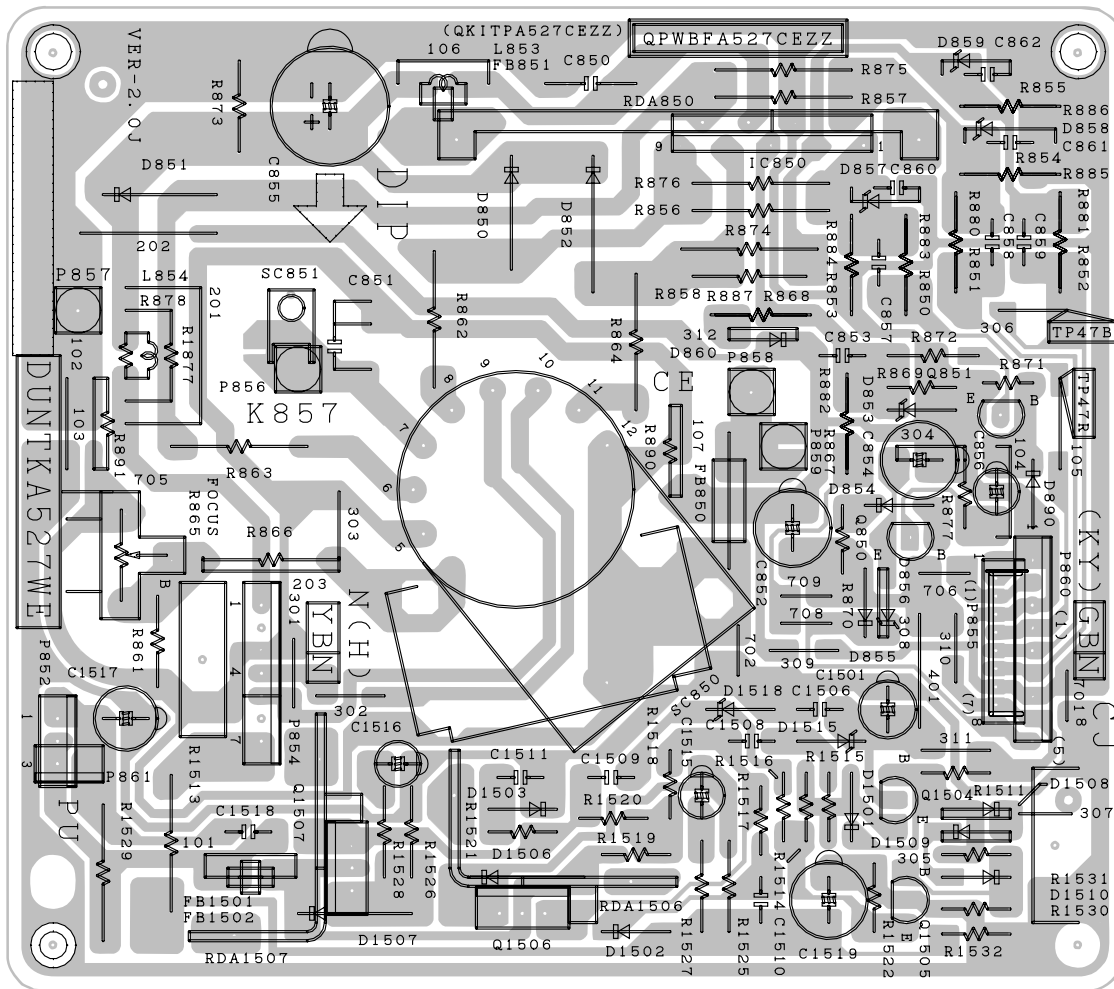 (QKITPA527CEZZ)
QPWBFA527CEZZ
VER-2.0J
106
L853
FB851
C850
D859
C862
R875
R857
R855
R886
D858
C861
R854
R885
R873
RDA850
9
1
IC850
D857
C860
D851
C855
DIP
D850
D852
R876
R856
R874
R858
R887
R868
R884
R853
R883
R850
R880
R851
C858
C859
R881
R852
202
P857
L854
R878
201
SC851
C851
R862
R864
312
D860
P858
C853
C857
R872
306
TP47B
102
R1877
P856
K857
8
9
10
11
12
7
6
5
CE
R882
D853
R869
Q851
R871
E
B
TP47R
DUNTKA527WE
103
R891
R863
R890
107
FB850
P859
R867
C854
304
C856
104
105
705
R865
FOCUS
R866
303
D854
R877
D890
(KY)GBN
Q850
E
B
C852
B
R861
203
301
1
4
7
YBN
N(H)
709
708
R870
D856
308
706
1
(1)P855
P860
(1)
309
D855
310
702
401
(7)8
7018
CJ
(5)
P852
C1517
1
3
P861
PU
R1513
P854
302
C1516
SC850
D1518
C1506
C1501
R1518
C1515
C1508
D1515
R1516
R1515
311
B
C1511
D1503
C1509
R1520
R1519
D1506
R1517
D1501
Q1504
E
R1511
D1508
307
D1509
305
B
R1529
101
C1518
Q1507
R1528
R1526
R1521
FB1501
FB1502
RDA1507
D1507
Q1506
RDA1506
D1502
R1527
R1525
R1514
C1510
C1519
R1522
Q1505
E
R1531
D1510
R1530
R1532